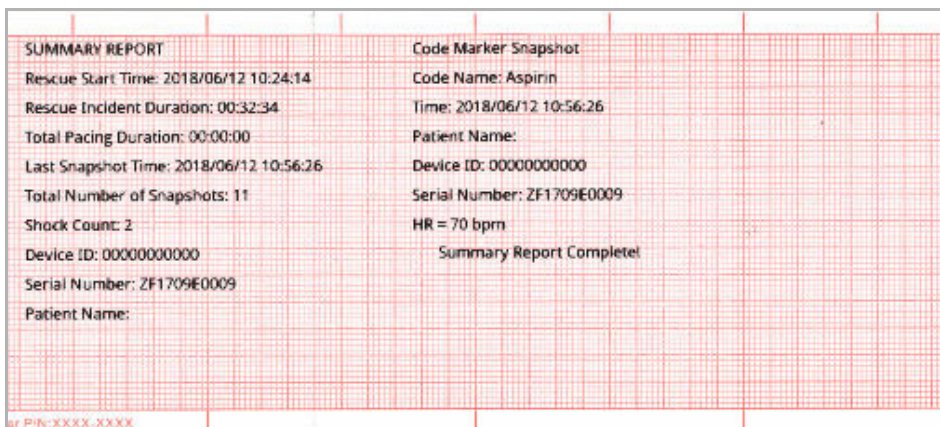 SUMMARY REPORT
Rescue Start Time: 2018/06/12 10:24:14
Rescue Incident Duration: 00:32:34
Total Pacing Duration: 00:00:00
Last Snapshot Time: 2018/06/12 10:56:26
Total Number of Snapshots: 11
Shock Count: 2
Device ID: 00000000000
Serial Number: ZF1709E0009
Patient Name:
Code Marker Snapshot
Code Name: Aspirin
Time: 2018/06/12 10:56:26
Patient Name:
Device ID: 00000000000
Serial Number: ZF1709E0009
HR = 70 bpm
Summary Report Complete!
er P/N:XXXX-XXXX